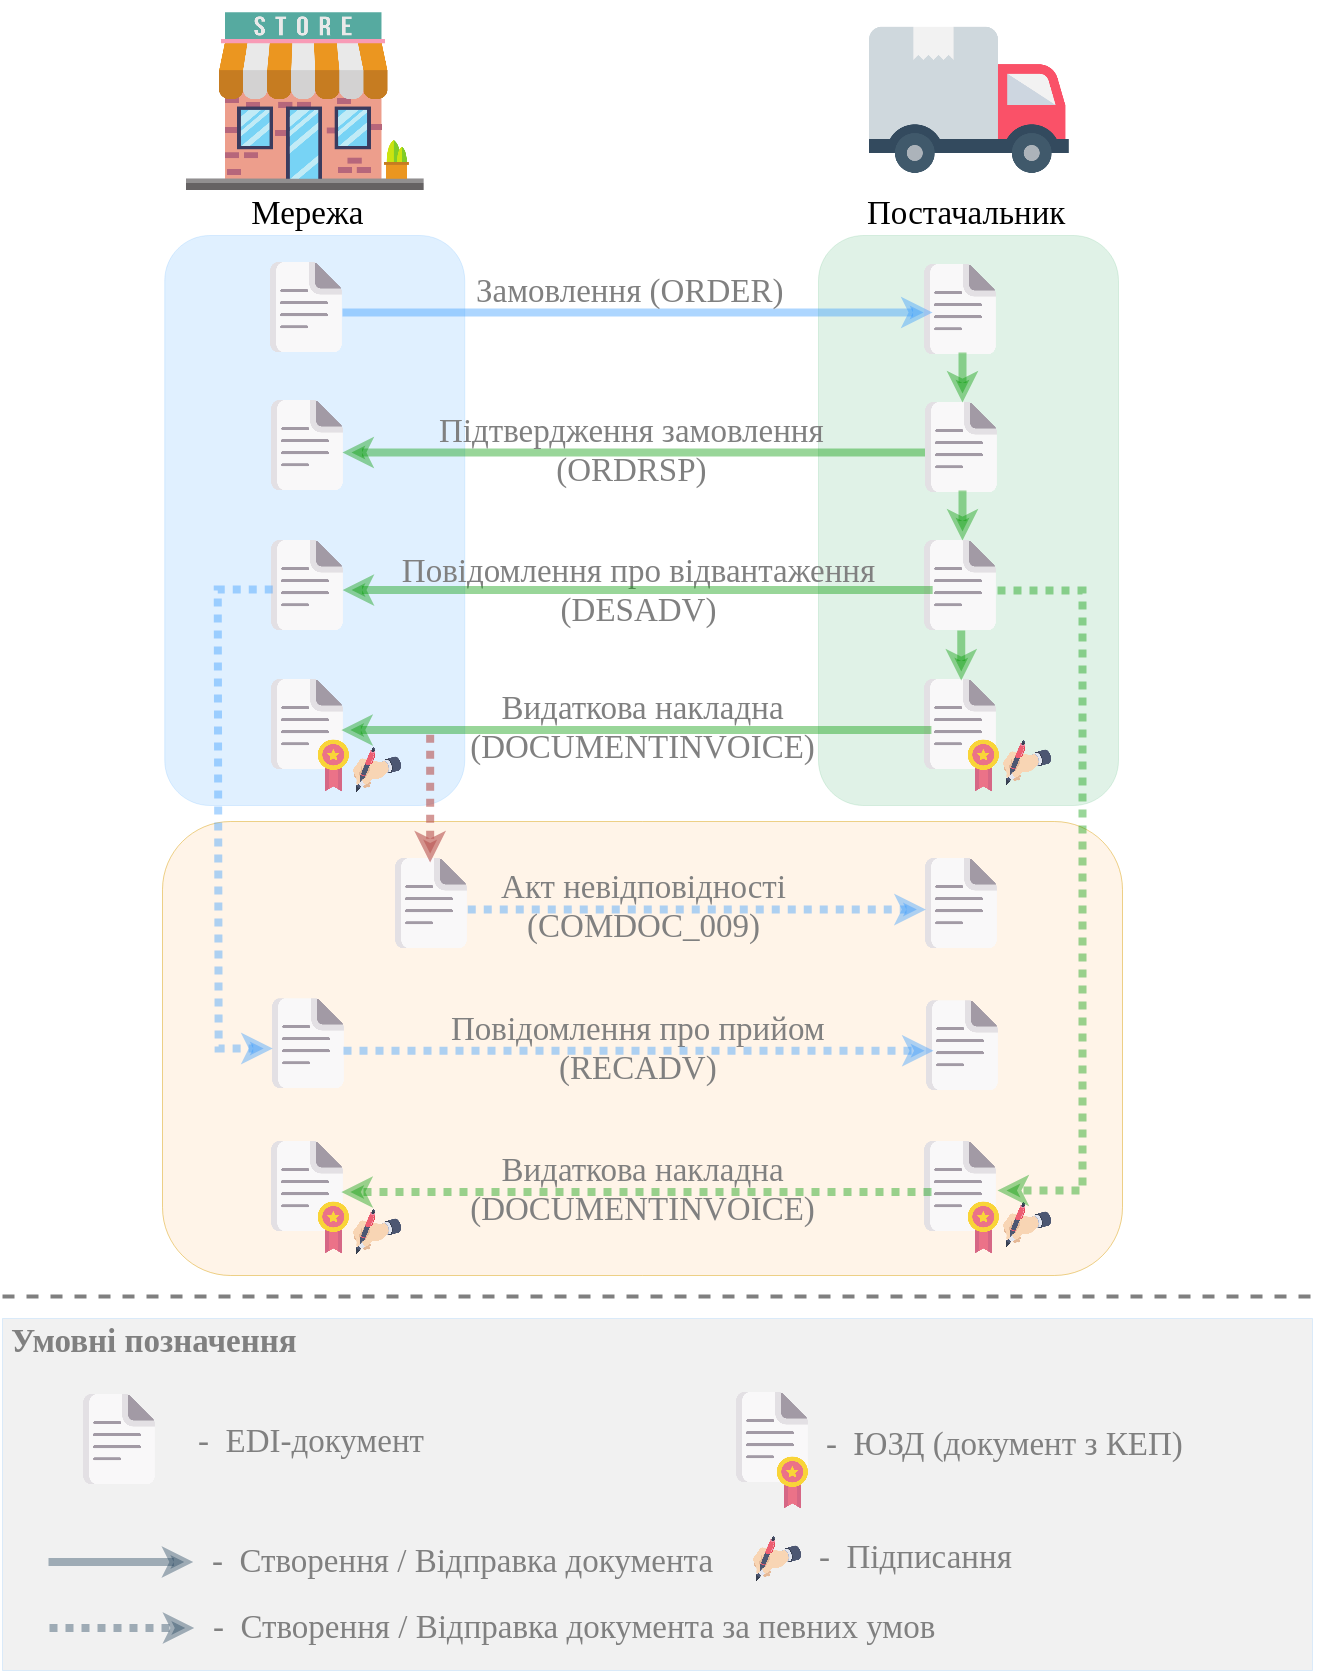 STORE
Мережа
Постачальник
Замовлення (ORDER)
Підтвердження замовлення
(ORDRSP)
Повідомлення про відвантаження
(DESADV)
Видаткова накладна
(DOCUMENTINVOICE)
Акт невідповідності
(COMDOC_009)
Повідомлення про прийом
(RECADV)
Видаткова накладна
(DOCUMENTINVOICE)
Умовні позначення
- EDI-документ
- ЮЗД (документ з КЕП)
- Створення / Відправка документа
- Підписання
- Створення / Відправка документа за певних умов